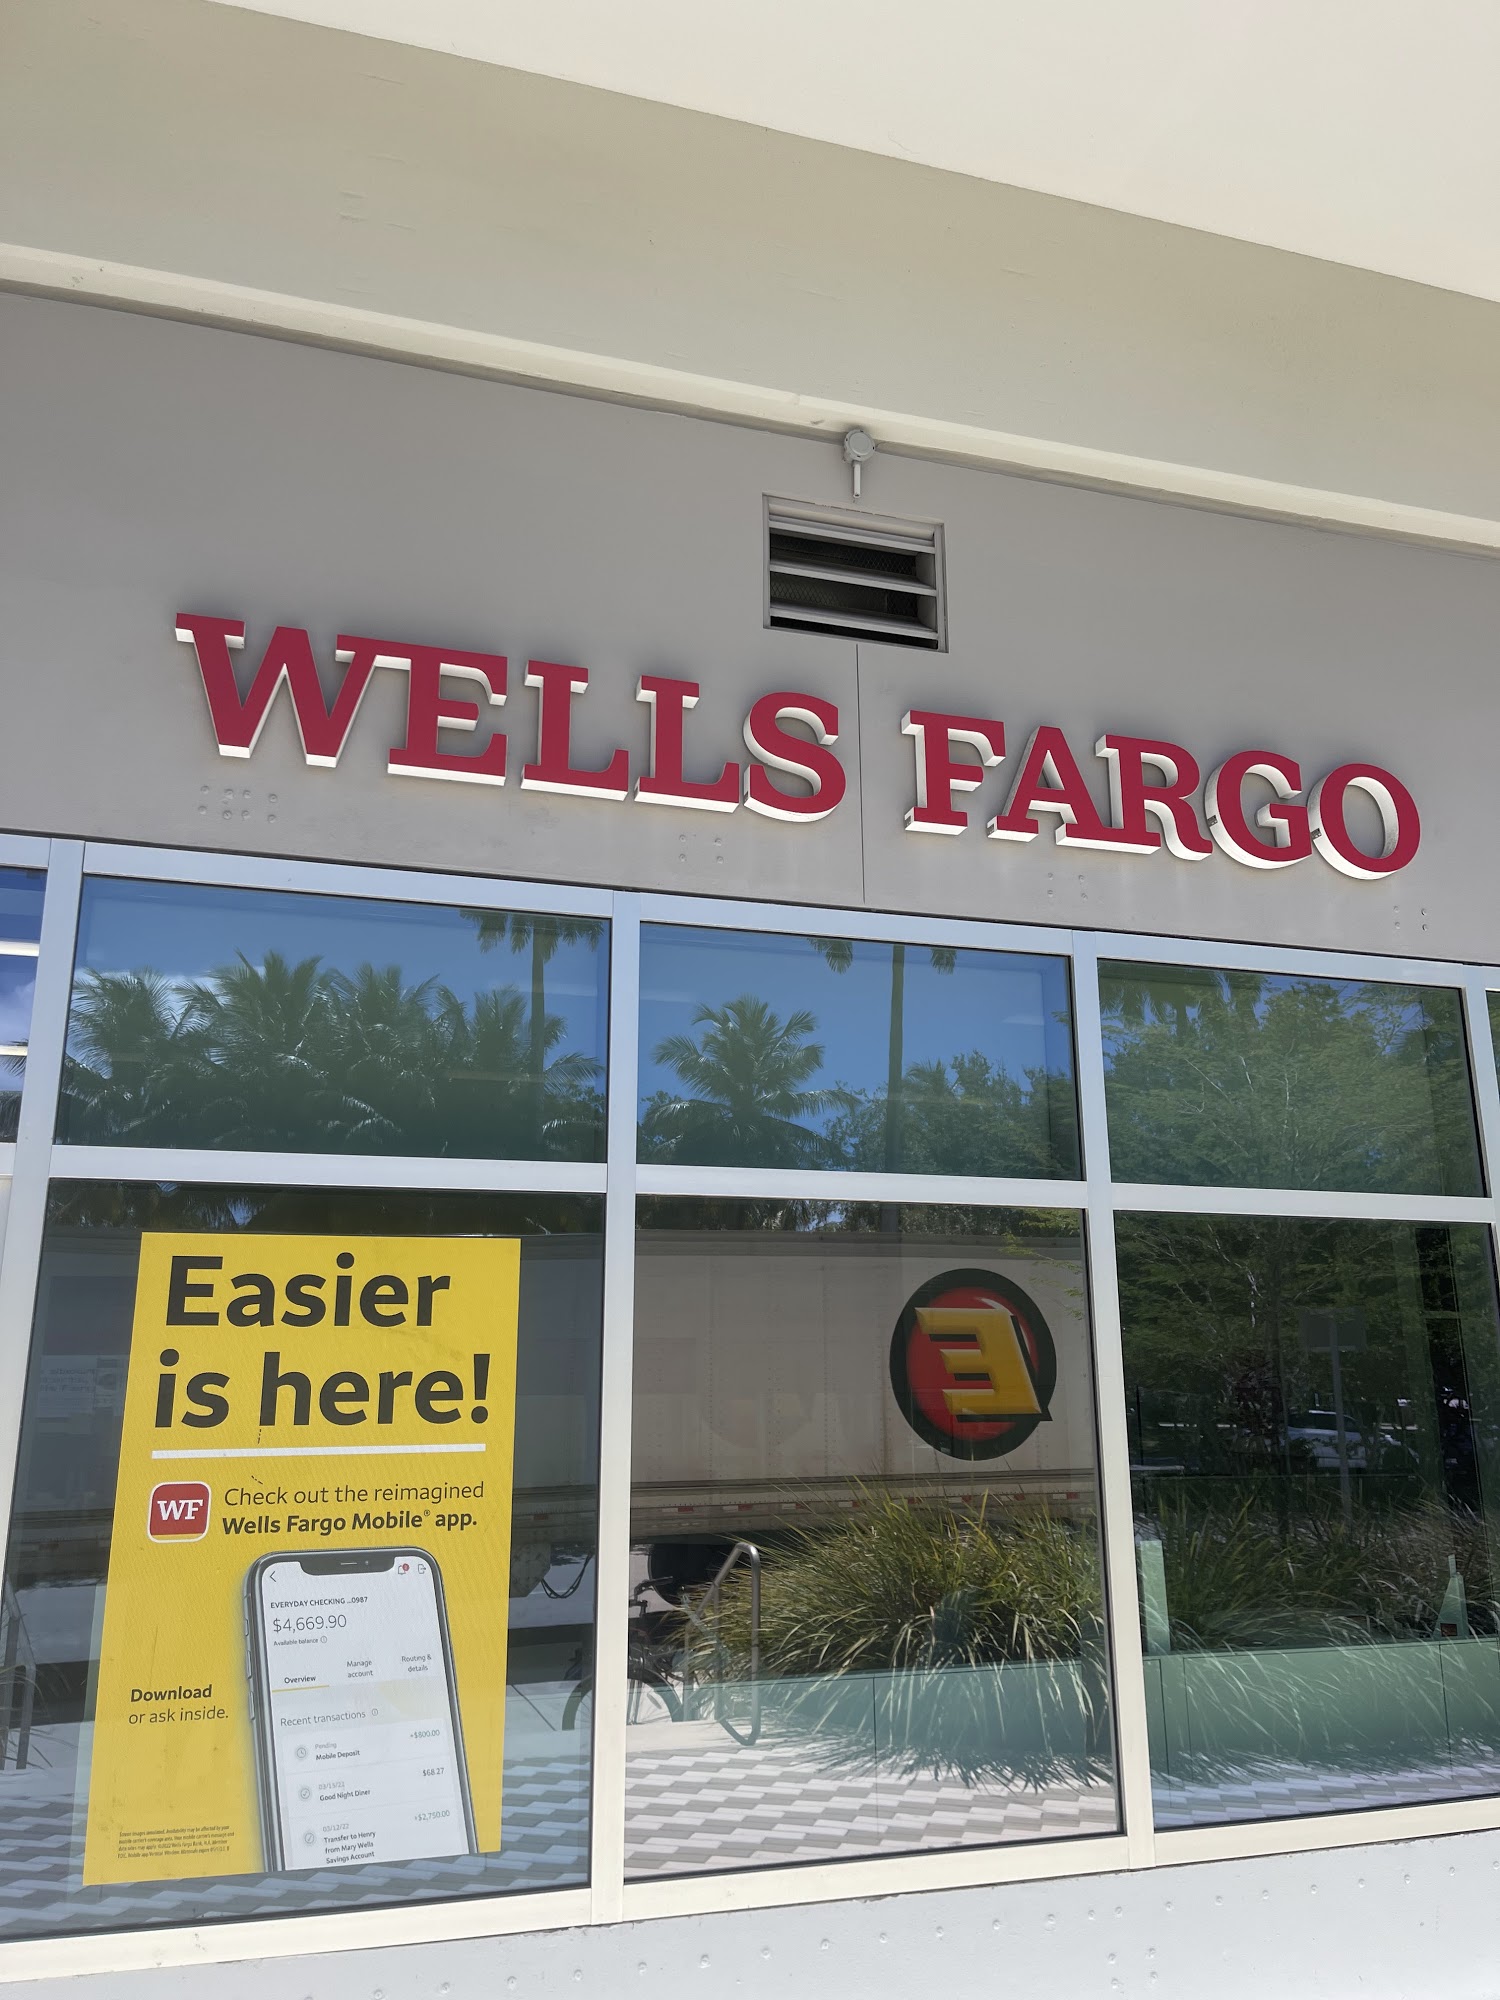 WELLS FARGO
Easier
is here!
WF
Check out the reimagined
Wells Fargo Mobile® app.
EVERYDAY CHECKING ...0987
$4,669.90
Available balance
Overview
Manage
account
Routing &
details
Recent transactions
Pending
Mobile Deposit
+$800.00
03/13/22
Good Night Diner
$68.27
03/12/22
Transfer to Henry
from Mary Wells
Savings Account
+$2,750.00
Download
or ask inside.
E